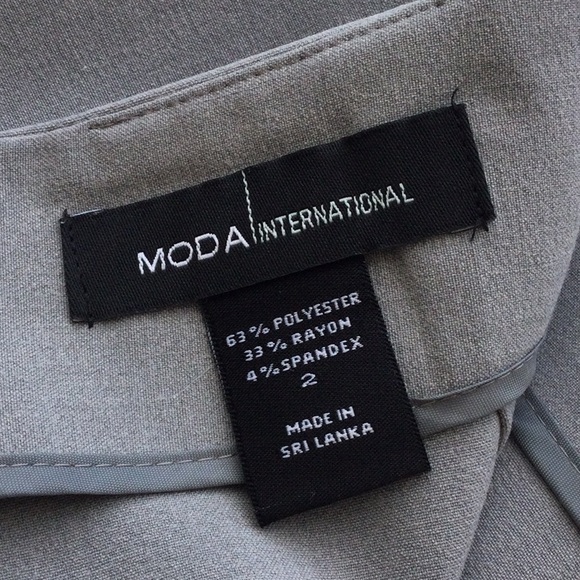 MODA INTERNATIONAL
63% POLYESTER
33% RAYON
4% SPANDEX
2
MADE IN
SRI LANKA